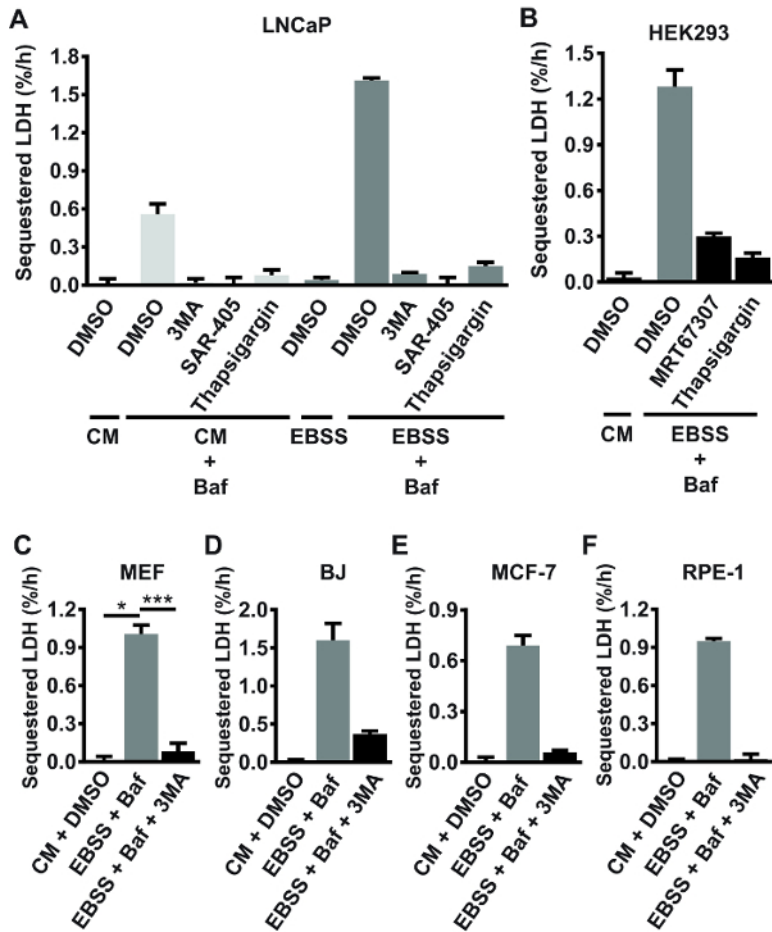 A
LNCaP
Sequestered LDH (%/h)
1.8
1.5
1.2
0.9
0.6
0.3
0.0
DMSO
DMSO
3MA
SAR-405
Thapsigargin
DMSO
DMSO
3MA
SAR-405
Thapsigargin
CM
CM
+
Baf
EBSS
EBSS
+
Baf
B
HEK293
Sequestered LDH (%/h)
1.5
1.2
0.9
0.6
0.3
0.0
DMSO
DMSO
MRT67307
Thapsigargin
CM
EBSS
+
Baf
C
MEF
Sequestered LDH (%/h)
1.2
0.9
0.6
0.3
0.0
* ***
CM + DMSO
EBSS + Baf
EBSS + Baf + 3MA
D
BJ
Sequestered LDH (%/h)
2.0
1.5
1.0
0.5
0.0
CM + DMSO
EBSS + Baf
EBSS + Baf + 3MA
E
MCF-7
Sequestered LDH (%/h)
0.9
0.6
0.3
0.0
CM + DMSO
EBSS + Baf
EBSS + Baf + 3MA
F
RPE-1
Sequestered LDH (%/h)
1.2
0.9
0.6
0.3
0.0
CM + DMSO
EBSS + Baf
EBSS + Baf + 3MA